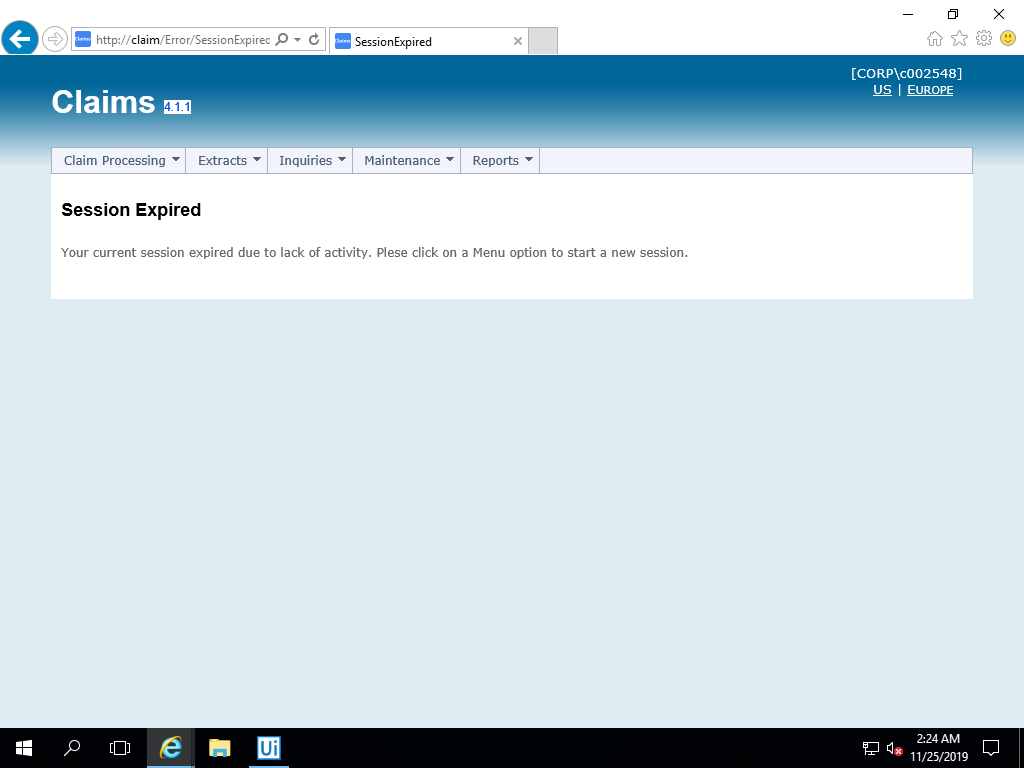 http://claim/Error/SessionExpired
SessionExpired
[CORP\c002548]
US | EUROPE
Claims 4.1.1
Claim Processing Extracts Inquiries Maintenance Reports
Session Expired
Your current session expired due to lack of activity. Plese click on a Menu option to start a new session.
Ui
2:24 AM
11/25/2019